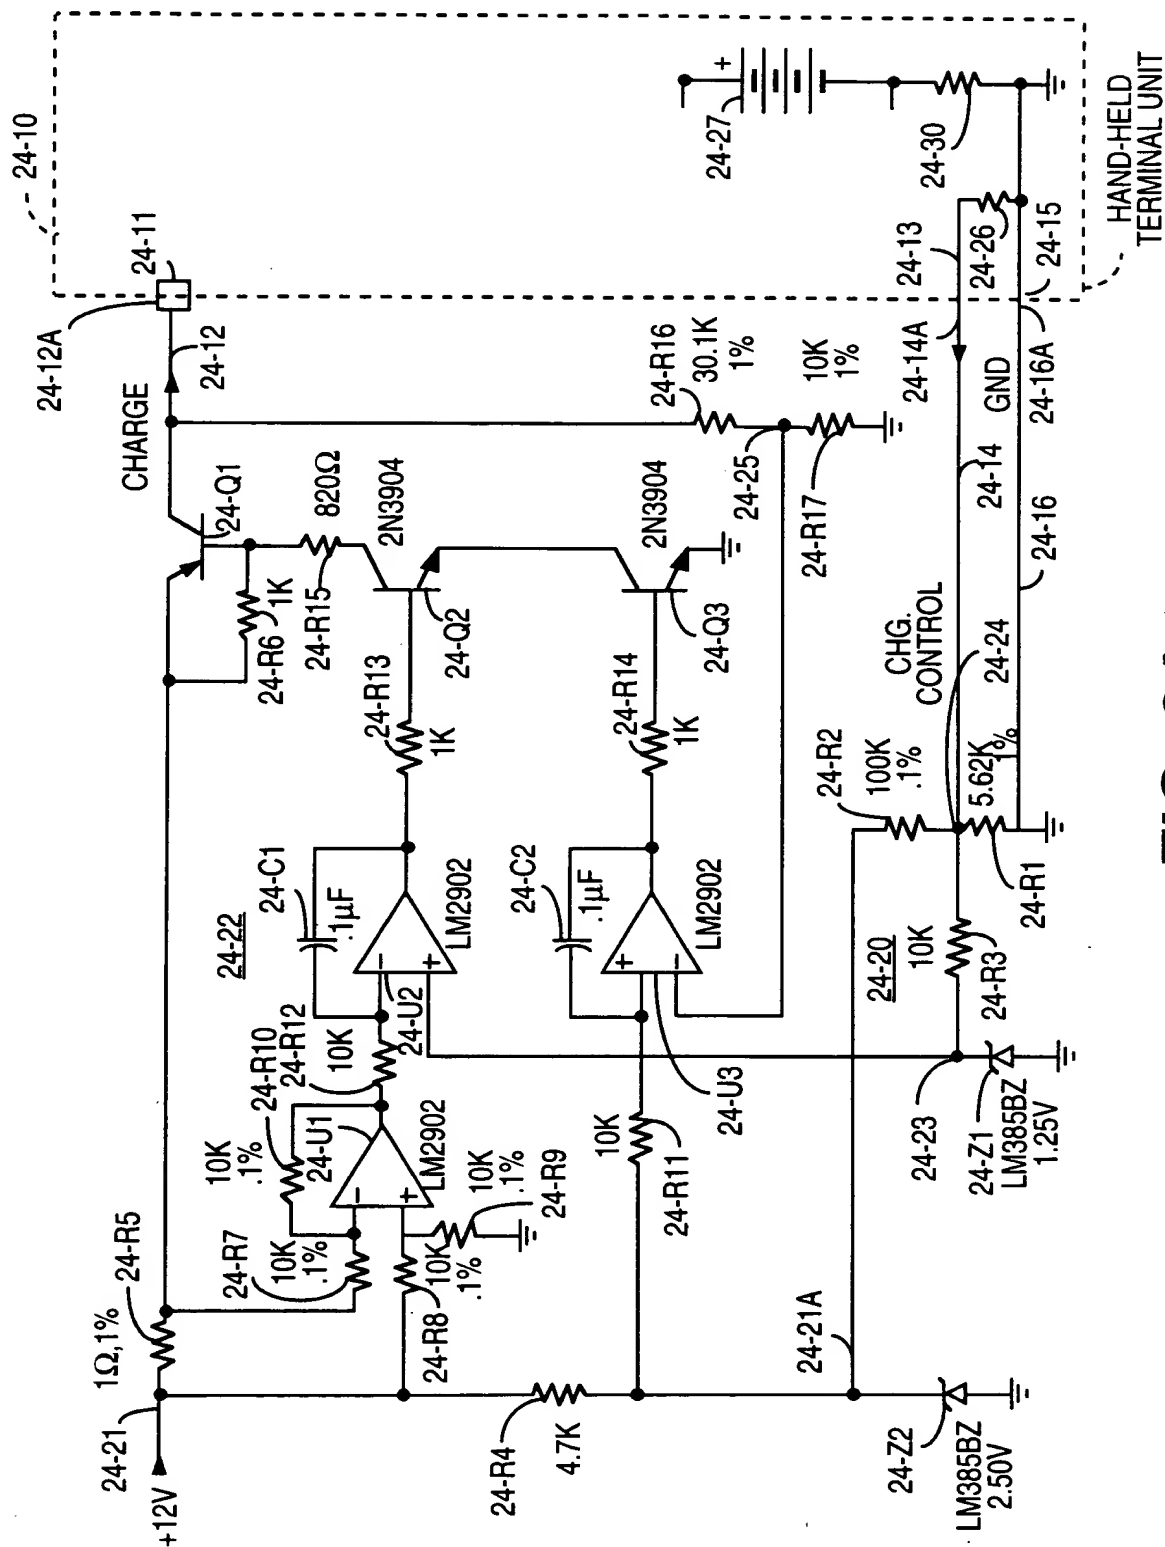 24-10
24-12A
24-11
24-12
CHARGE
24-Q1
24-R6
1K
24-R15
820Ω
2N3904
24-Q2
24-R13
1K
24-R16
30.1K
1%
24-25
10K
1%
24-R17
2N3904
24-Q3
24-R14
1K
24-27
+
24-30
24-26
24-13
24-15
HAND-HELD
TERMINAL UNIT
24-14A
GND
24-16A
24-14
24-16
CHG.
CONTROL
24-24
24-R2
100K
.1%
5.62K
1%
24-R1
24-20
10K
24-R3
24-23
24-Z1
LM385BZ
1.25V
24-22
24-C1
.1µF
LM2902
-
+
24-U2
24-R12
10K
24-C2
.1µF
LM2902
+
-
24-U3
24-R10
10K
.1%
24-U1
LM2902
-
+
10K
.1%
24-R9
24-R7
10K
.1%
10K
.1%
24-R8
10K
24-R11
24-R5
1Ω,1%
24-21
+12V
24-R4
4.7K
24-21A
24-Z2
LM385BZ
2.50V